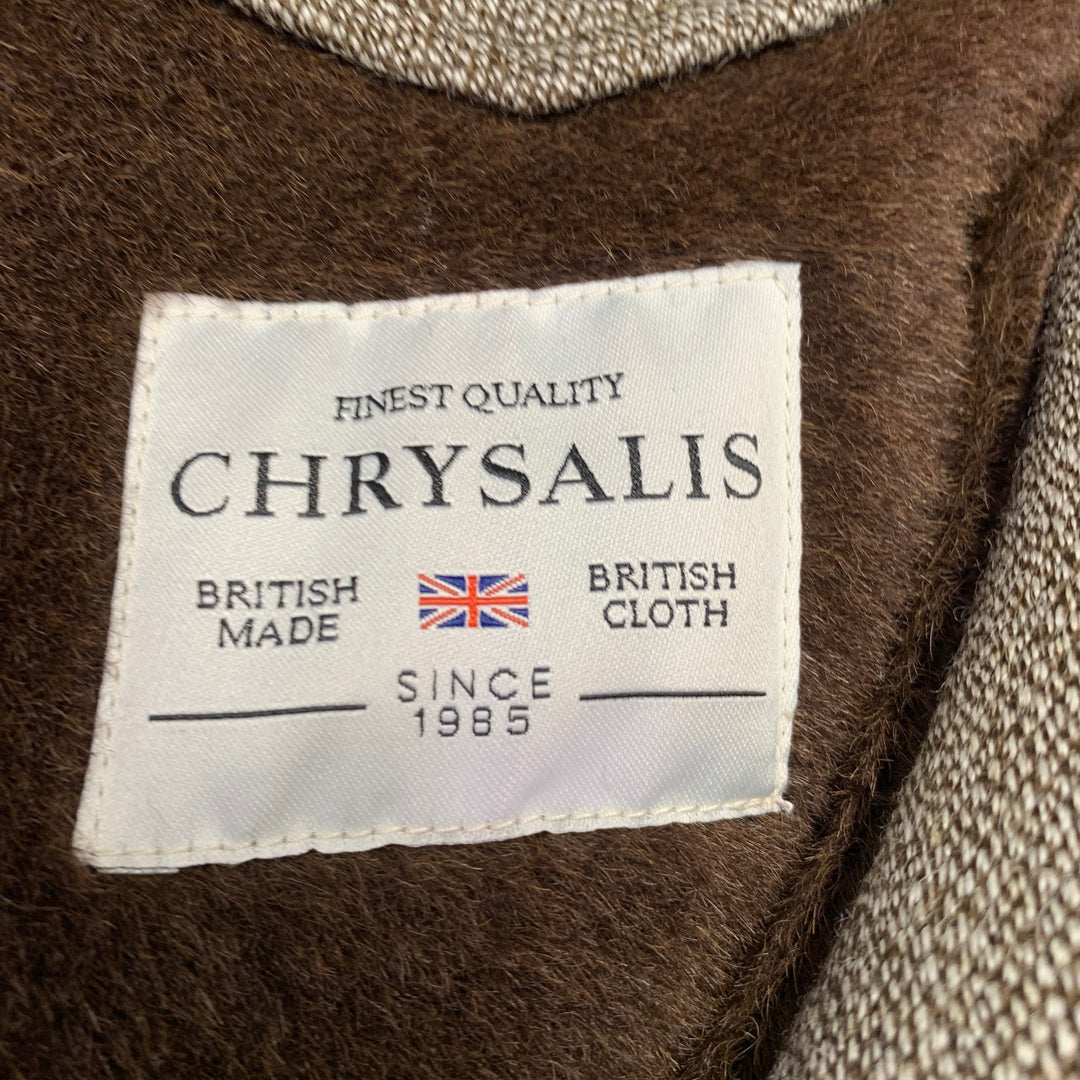 FINEST QUALITY
CHRYSALIS
BRITISH
MADE
BRITISH
CLOTH
SINCE
1985